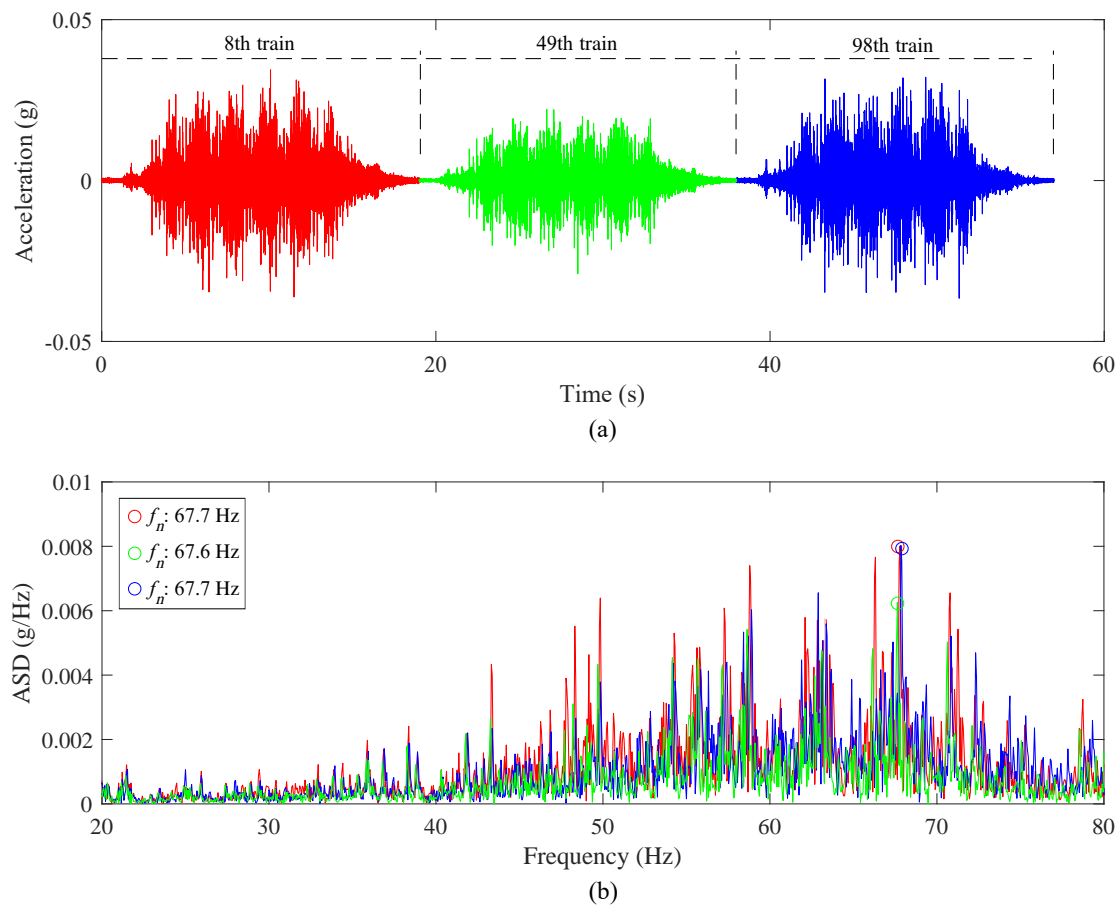 0.05
8th train
49th train
98th train
Acceleration (g)
0
-0.05
0
20
40
60
Time (s)
(a)
0.01
fn: 67.7 Hz
fn: 67.6 Hz
fn: 67.7 Hz
0.008
0.006
0.004
0.002
0
ASD (g/Hz)
20
30
40
50
60
70
80
Frequency (Hz)
(b)